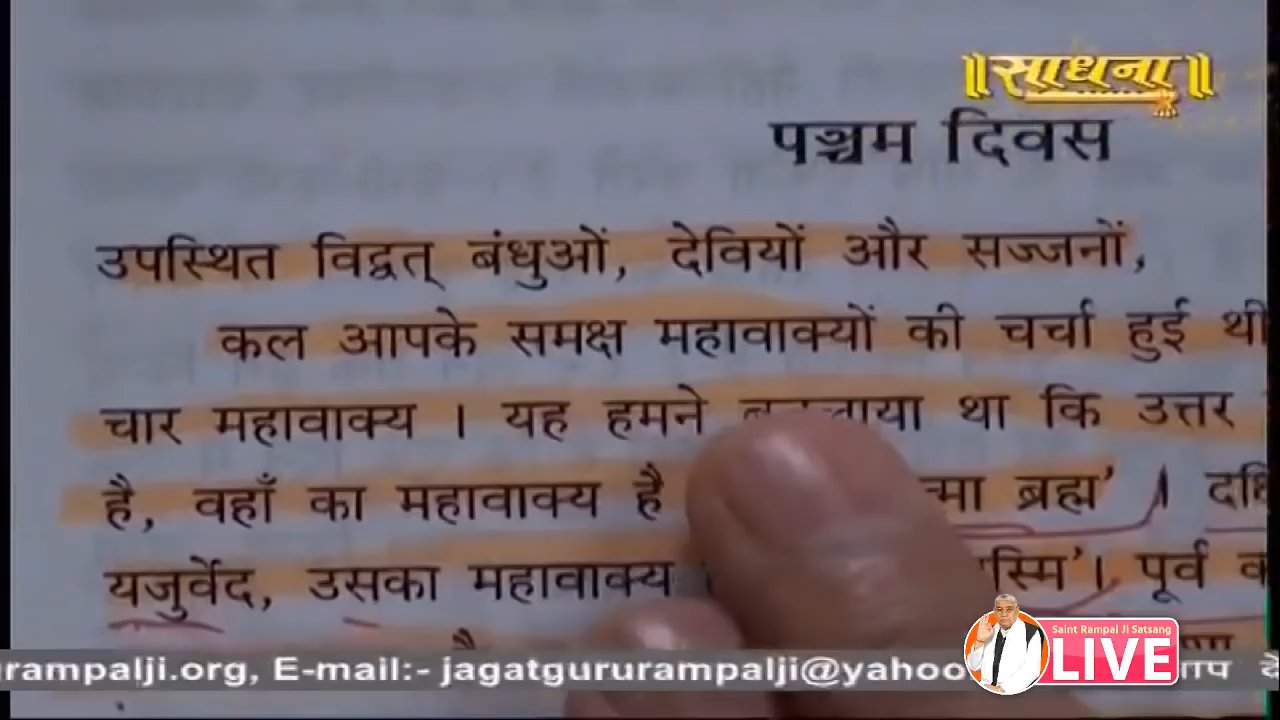 ॥साधना॥
पञ्चम दिवस
उपस्थित विद्वत् बंधुओं, देवियों और सज्जनों,
कल आपके समक्ष महावाक्यों की चर्चा हुई थी
चार महावाक्य । यह हमने था कि उत्तर
है, वहाँ का महावाक्य है ब्रह्म’ ।
यजुर्वेद, उसका महावाक्य स्मि’। पूर्व
है
Saint Rampal Ji Satsang
LIVE
rampalji.org, E-mail:- jagatgururampalji@yahoo.